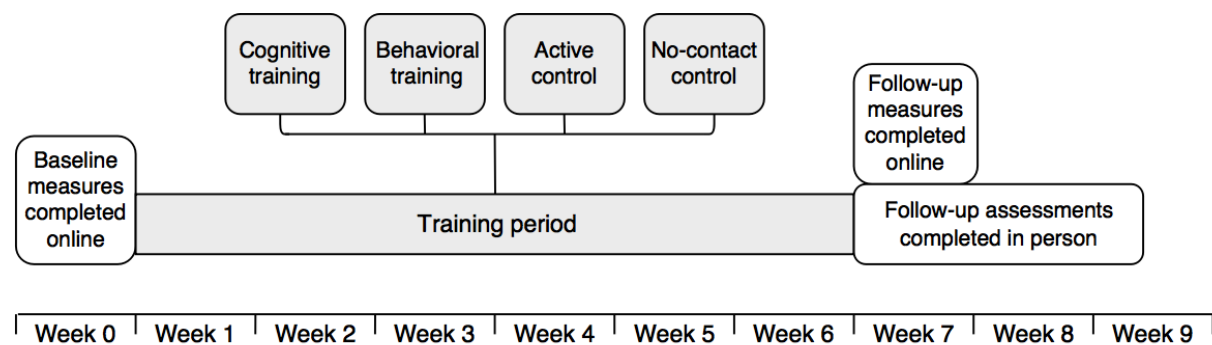 Cognitive
training
Behavioral
training
Active
control
No-contact
control
Baseline
measures
completed
online
Training period
Follow-up
measures
completed
online
Follow-up assessments
completed in person
Week 0
Week 1
Week 2
Week 3
Week 4
Week 5
Week 6
Week 7
Week 8
Week 9